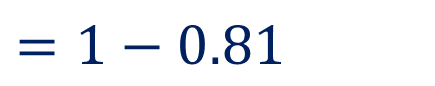 = 1 − 0.81